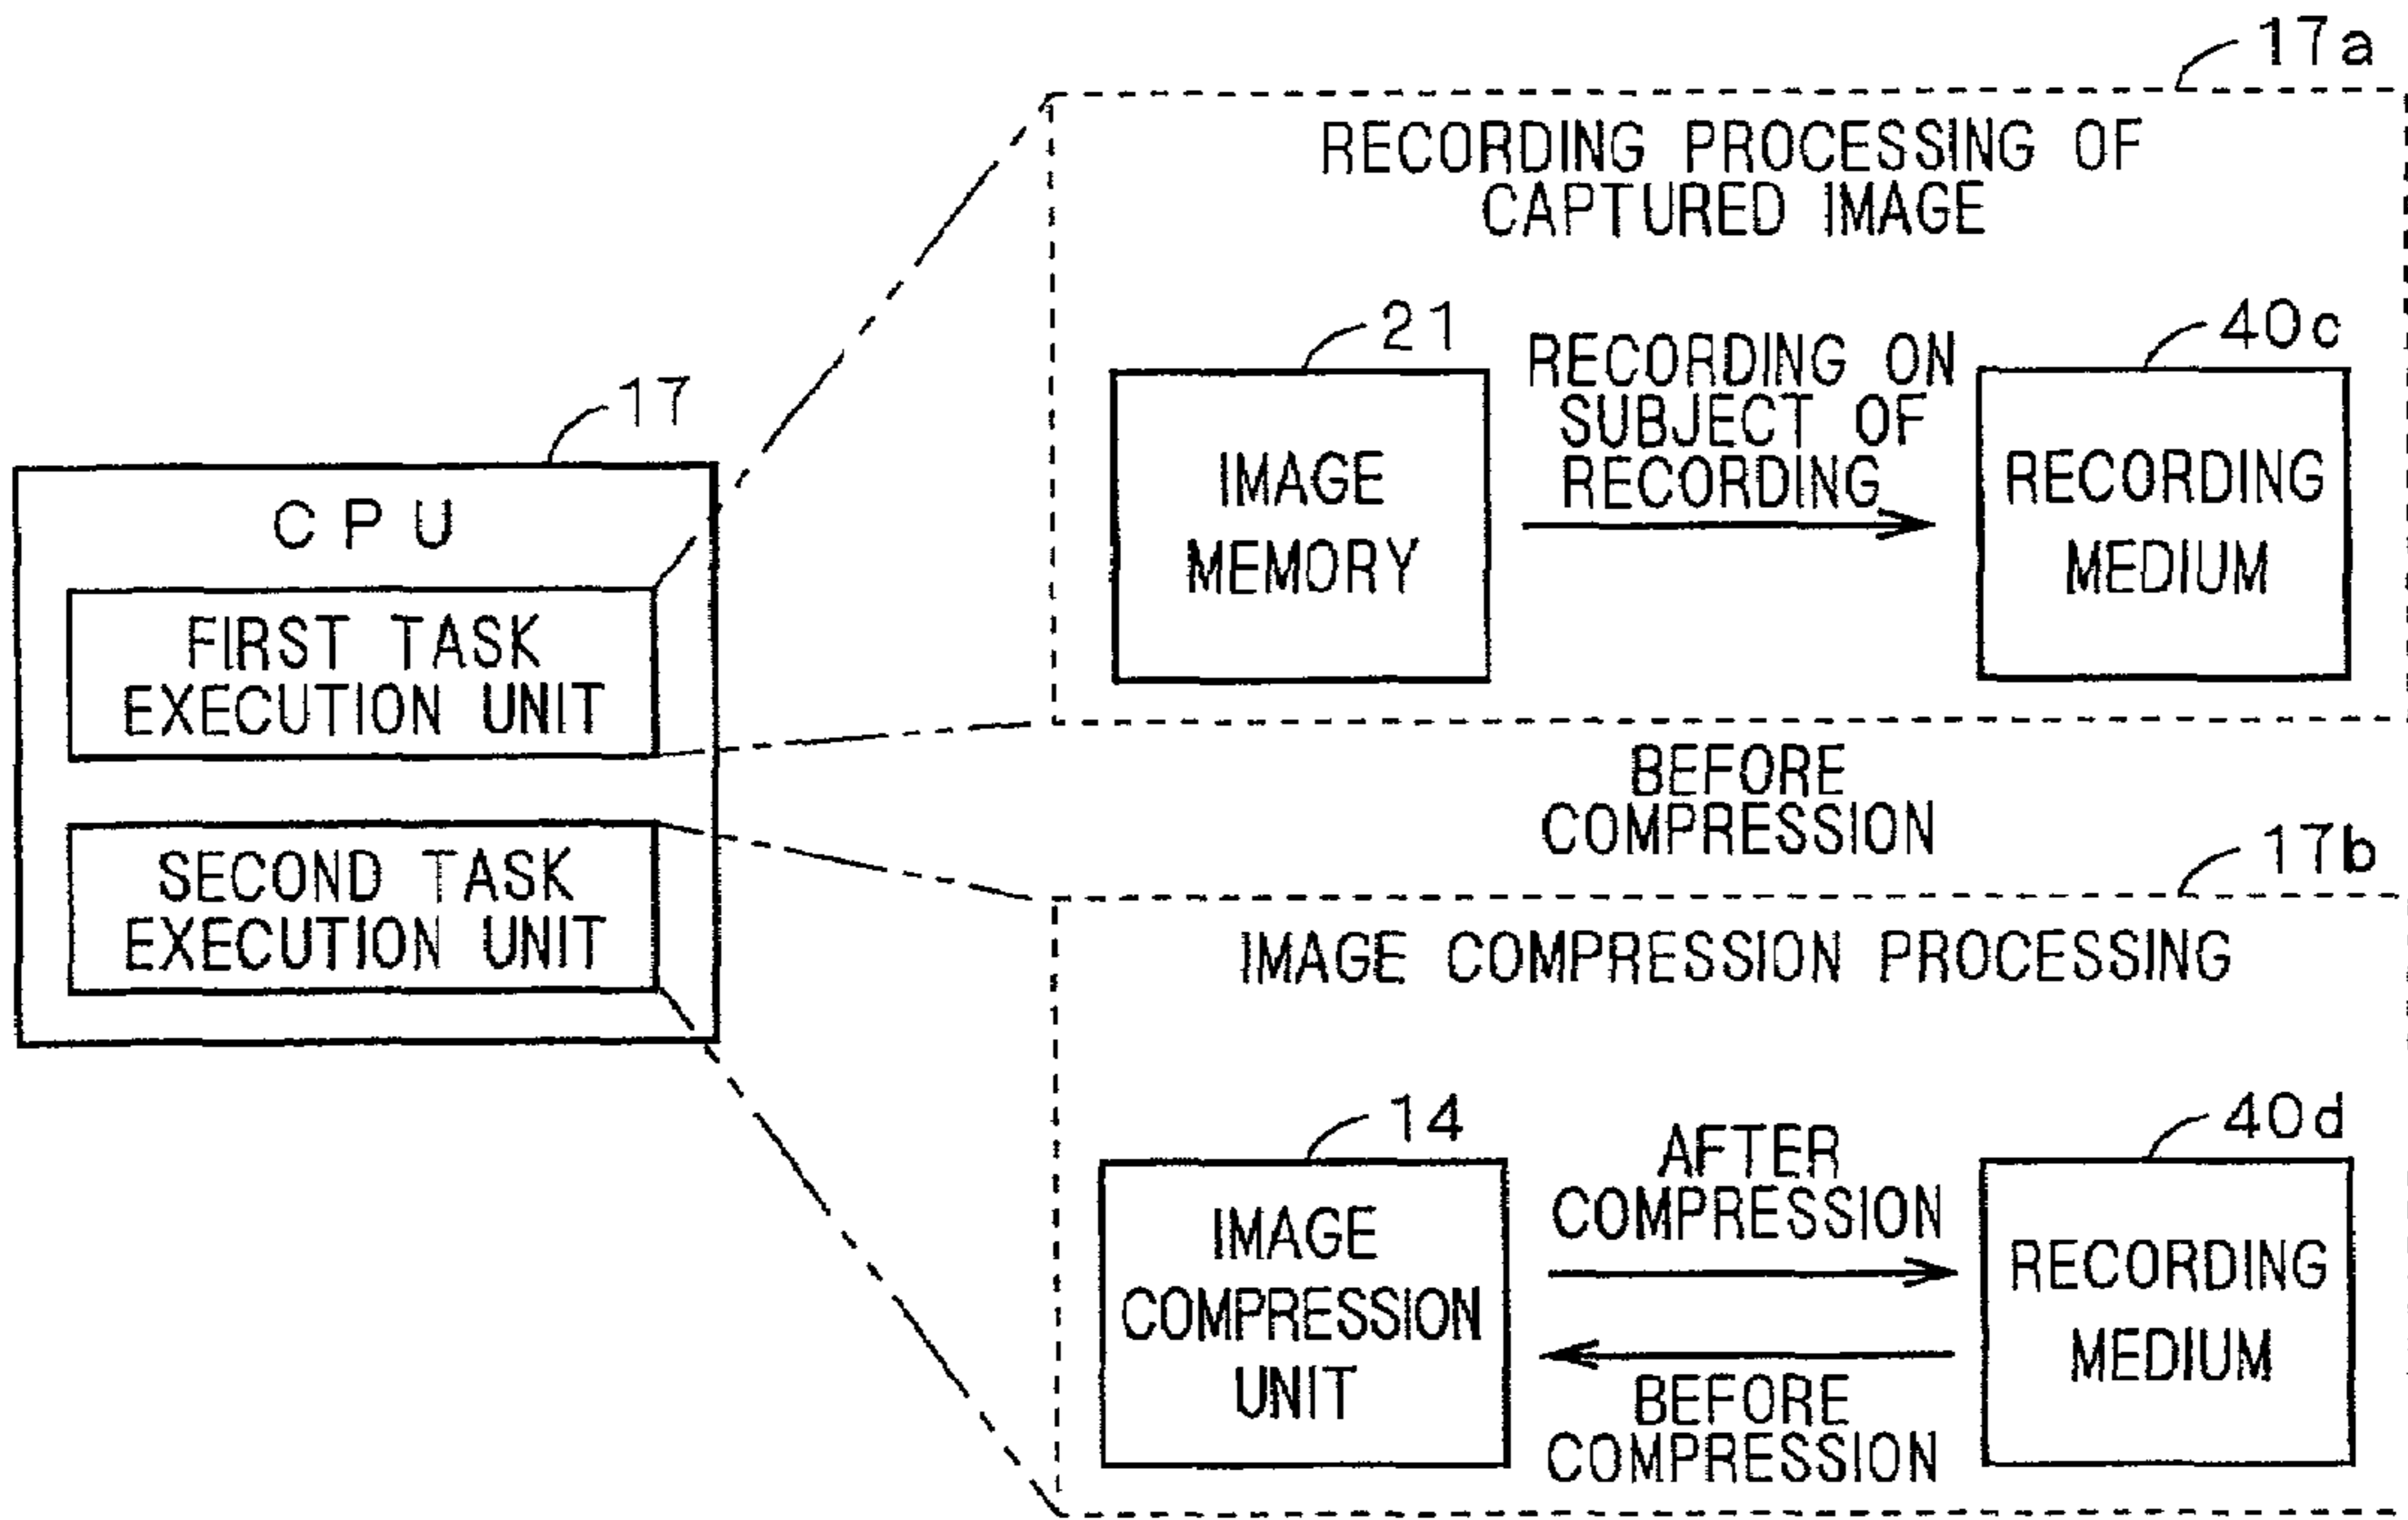 17
CPU
FIRST TASK
EXECUTION UNIT
SECOND TASK
EXECUTION UNIT
17a
RECORDING PROCESSING OF
CAPTURED IMAGE
21
IMAGE
MEMORY
RECORDING ON
SUBJECT OF
RECORDING
40c
RECORDING
MEDIUM
BEFORE
COMPRESSION
17b
IMAGE COMPRESSION PROCESSING
14
IMAGE
COMPRESSION
UNIT
AFTER
COMPRESSION
BEFORE
COMPRESSION
40d
RECORDING
MEDIUM